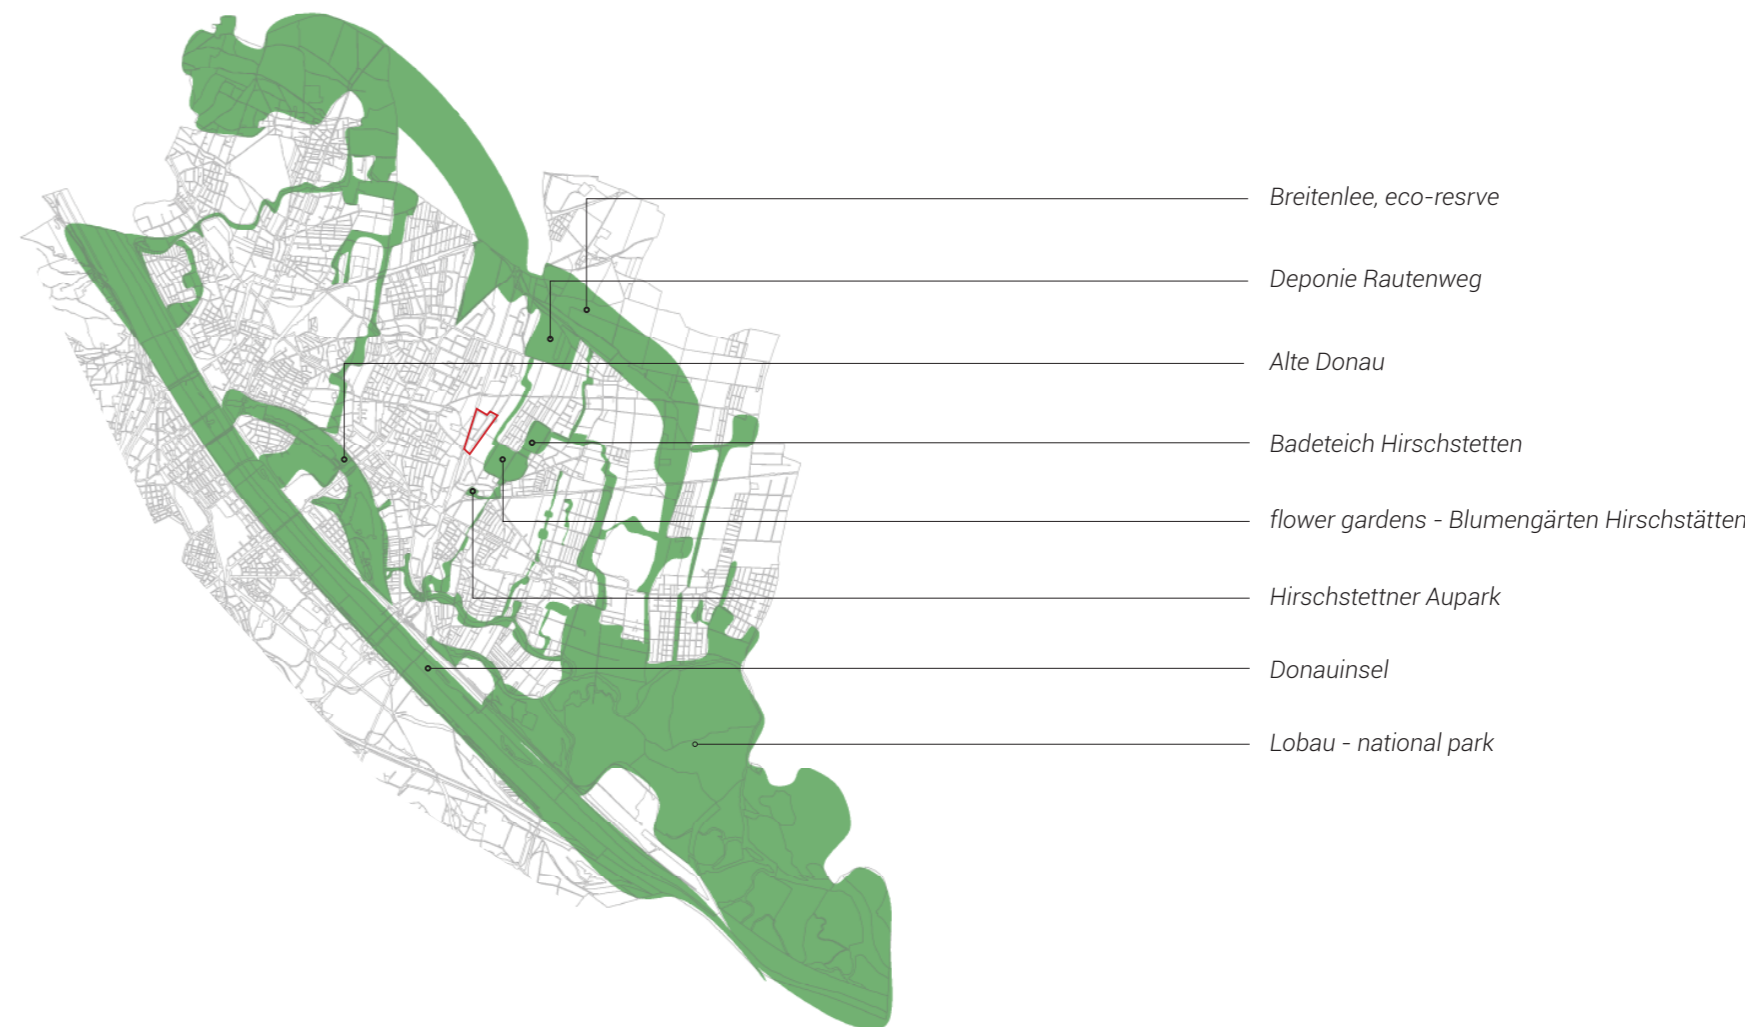 Breitenlee, eco-resrve
Deponie Rautenweg
Alte Donau
Badeteich Hirschstetten
flower gardens - Blumengärten Hirschstätten
Hirschstettner Aupark
Donauinsel
Lobau - national park